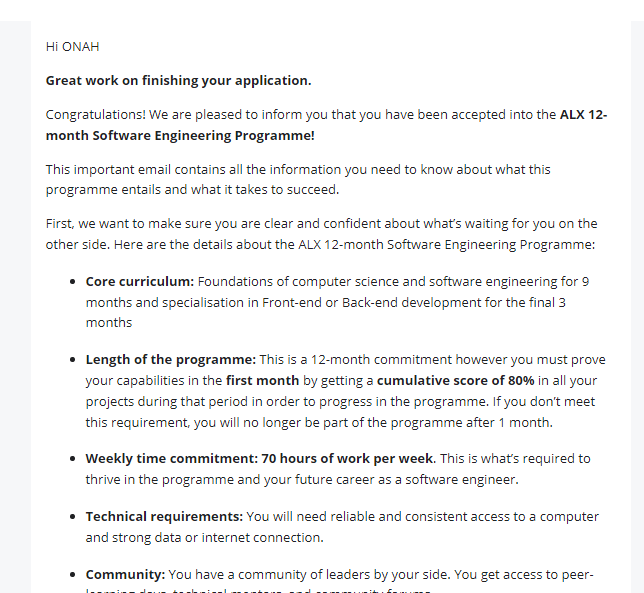 Hi ONAH
Great work on finishing your application.
Congratulations! We are pleased to inform you that you have been accepted into the ALX 12-
month Software Engineering Programme!
This important email contains all the information you need to know about what this
programme entails and what it takes to succeed.
First, we want to make sure you are clear and confident about what's waiting for you on the
other side. Here are the details about the ALX 12-month Software Engineering Programme:
• Core curriculum: Foundations of computer science and software engineering for 9
months and specialisation in Front-end or Back-end development for the final 3
months
• Length of the programme: This is a 12-month commitment however you must prove
your capabilities in the first month by getting a cumulative score of 80% in all your
projects during that period in order to progress in the programme. If you don't meet
this requirement, you will no longer be part of the programme after 1 month.
• Weekly time commitment: 70 hours of work per week. This is what's required to
thrive in the programme and your future career as a software engineer.
• Technical requirements: You will need reliable and consistent access to a computer
and strong data or internet connection.
• Community: You have a community of leaders by your side. You get access to peer-
learning days, technical mentors, and community forums.